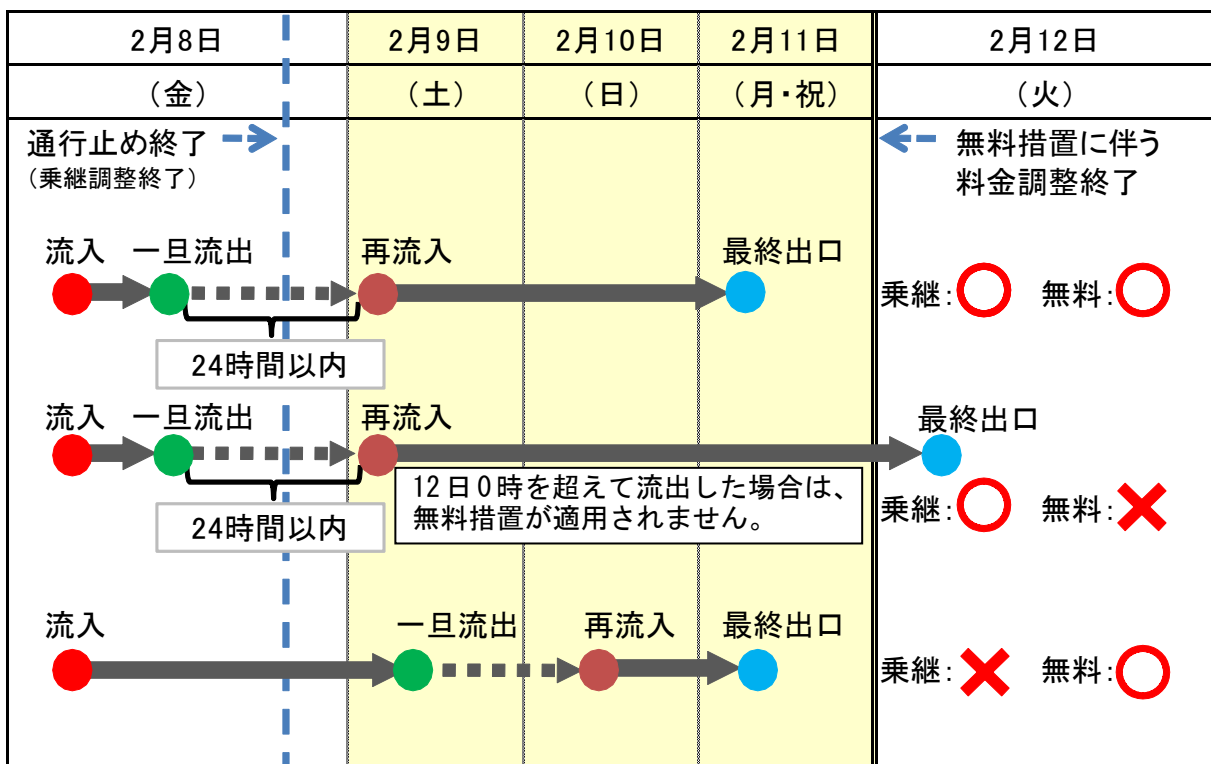 2月8日
2月9日
2月10日
2月11日
2月12日
（金）
（土）
（日）
（月・祝）
（火）
通行止め終了
（乗継調整終了）
無料措置に伴う
料金調整終了
流入
一旦流出
再流入
最終出口
乗継：
無料：
24時間以内
流入
一旦流出
再流入
最終出口
12日0時を超えて流出した場合は、
無料措置が適用されません。
乗継：
無料：
24時間以内
流入
一旦流出
再流入
最終出口
乗継：
無料：